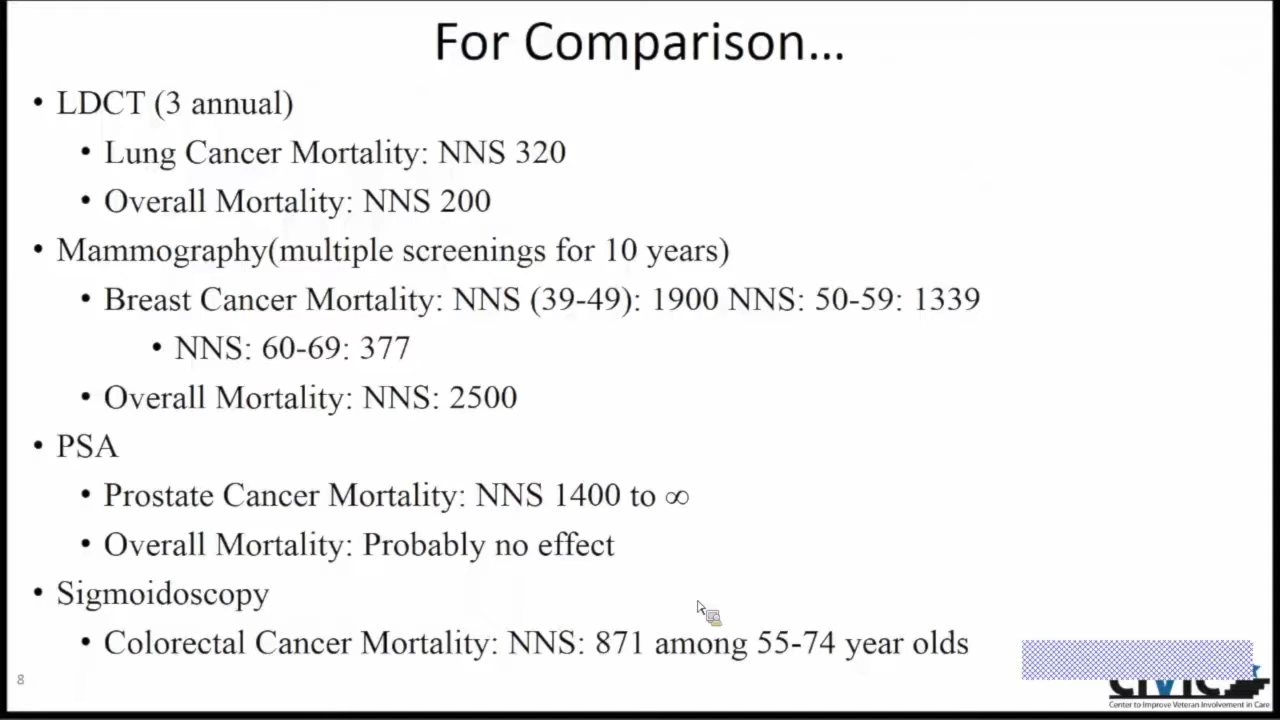 For Comparison...
• LDCT (3 annual)
• Lung Cancer Mortality: NNS 320
• Overall Mortality: NNS 200
• Mammography(multiple screenings for 10 years)
• Breast Cancer Mortality: NNS (39-49): 1900 NNS: 50-59: 1339
• NNS: 60-69: 377
• Overall Mortality: NNS: 2500
• PSA
• Prostate Cancer Mortality: NNS 1400 to ∞
• Overall Mortality: Probably no effect
• Sigmoidoscopy
• Colorectal Cancer Mortality: NNS: 871 among 55-74 year olds
8
Center to Improve Veteran Involvement in Care